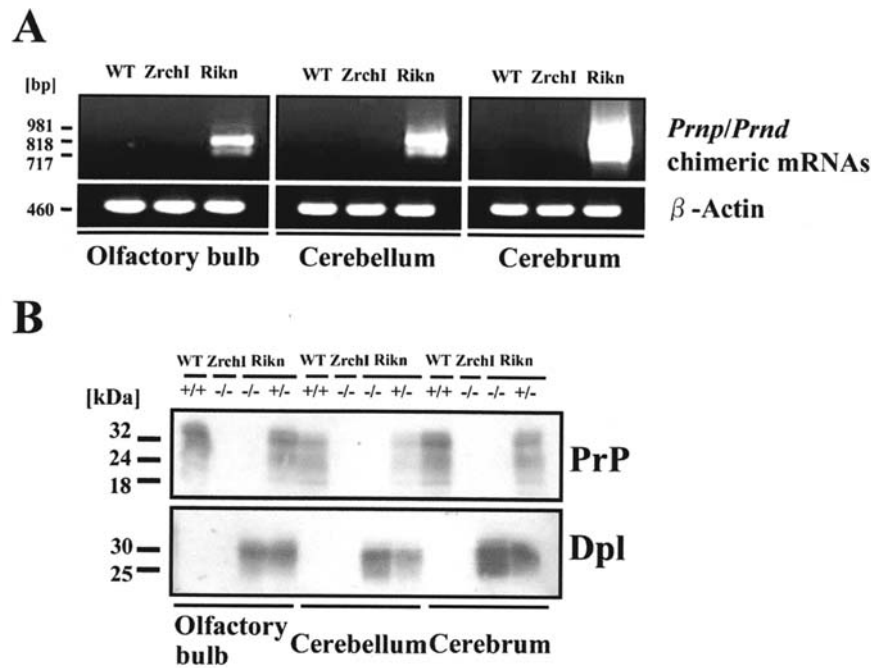 A
WT ZrchI Rikn WT ZrchI Rikn WT ZrchI Rikn
[bp]
981
818
717
Prnp/Prnd
chimeric mRNAs
460
β-Actin
Olfactory bulb Cerebellum Cerebrum
B
WT ZrchI Rikn WT ZrchI Rikn WT ZrchI Rikn
[kDa] +/+ -/- -/- +/- +/+ -/- -/- +/- +/+ -/- -/- +/-
32
24
18
PrP
30
25
Dpl
Olfactory
bulb
Cerebellum Cerebrum